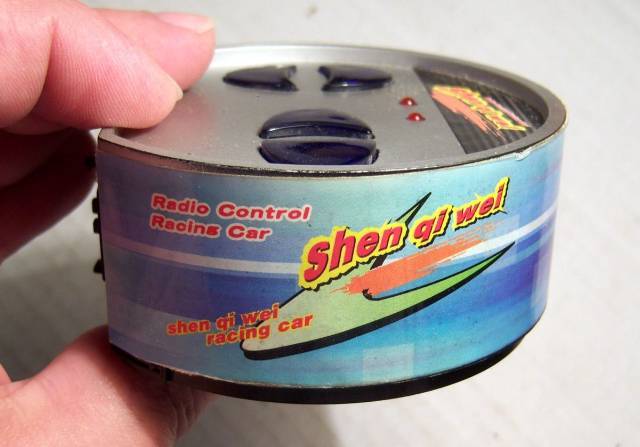 Radio Control
Racing Car
Shen qi wei
shen qi wei
racing car